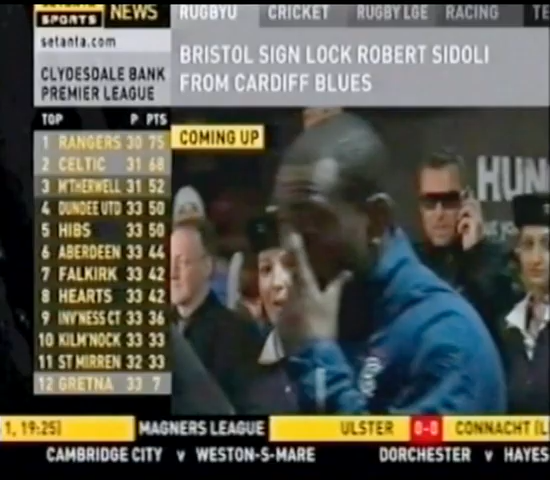 SETANTA
SPORTS NEWS
RUGBYU CRICKET RUGBY LGE RACING TE
setanta.com
BRISTOL SIGN LOCK ROBERT SIDOLI
FROM CARDIFF BLUES
CLYDESDALE BANK
PREMIER LEAGUE
TOP P PTS
COMING UP
1 RANGERS 30 75
2 CELTIC 31 68
3 M'THERWELL 31 52
4 DUNDEE UTD 33 50
5 HIBS 33 50
6 ABERDEEN 33 44
7 FALKIRK 33 42
8 HEARTS 33 42
9 INV'NESS CT 33 36
10 KILM'NOCK 33 33
11 ST MIRREN 32 33
12 GRETNA 33 7
HUN
1, 19:25] MAGNERS LEAGUE ULSTER 0-0 CONNACHT (L
CAMBRIDGE CITY v WESTON-S-MARE DORCHESTER v HAYES